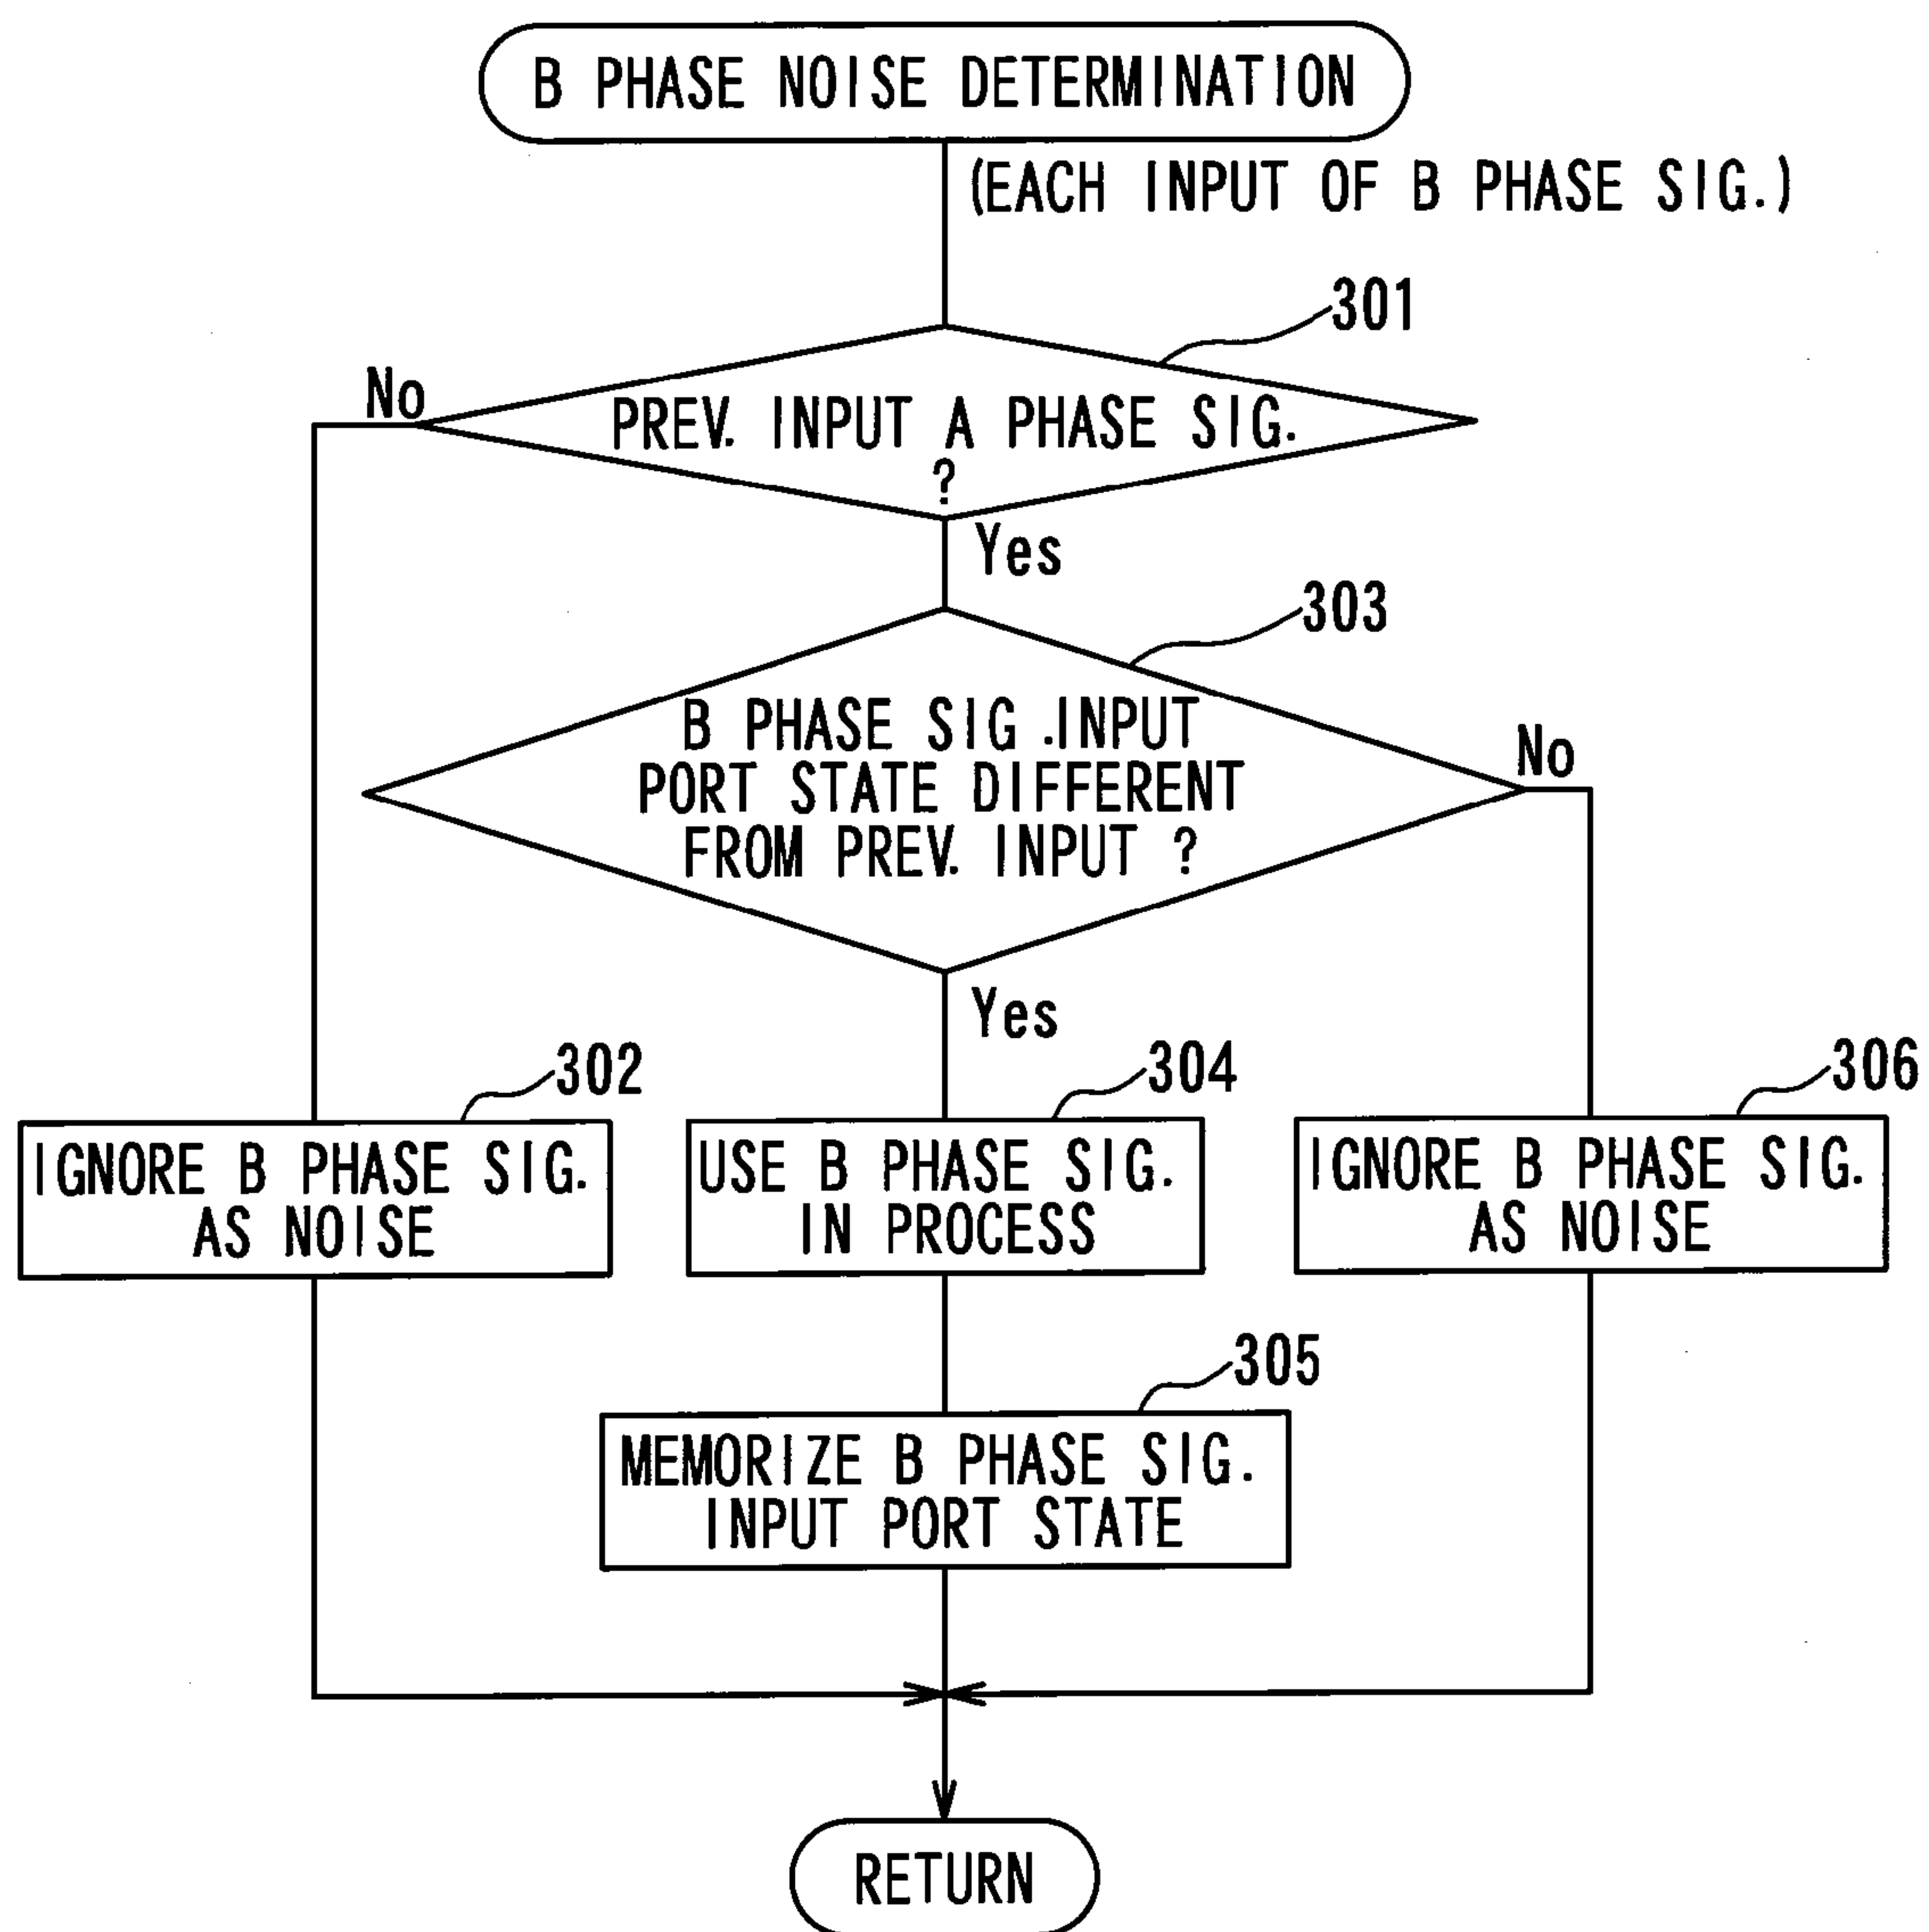 B PHASE NOISE DETERMINATION
(EACH INPUT OF B PHASE SIG.)
301
No
PREV. INPUT A PHASE SIG.
?
Yes
303
B PHASE SIG .INPUT
PORT STATE DIFFERENT
FROM PREV. INPUT ?
No
Yes
302
IGNORE B PHASE SIG.
AS NOISE
304
USE B PHASE SIG.
IN PROCESS
306
IGNORE B PHASE SIG.
AS NOISE
305
MEMORIZE B PHASE SIG.
INPUT PORT STATE
RETURN